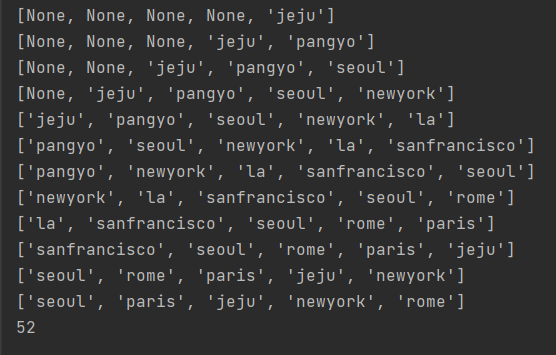 [None, None, None, None, 'jeju']
[None, None, None, 'jeju', 'pangyo']
[None, None, 'jeju', 'pangyo', 'seoul']
[None, 'jeju', 'pangyo', 'seoul', 'newyork']
['jeju', 'pangyo', 'seoul', 'newyork', 'la']
['pangyo', 'seoul', 'newyork', 'la', 'sanfrancisco']
['pangyo', 'newyork', 'la', 'sanfrancisco', 'seoul']
['newyork', 'la', 'sanfrancisco', 'seoul', 'rome']
['la', 'sanfrancisco', 'seoul', 'rome', 'paris']
['sanfrancisco', 'seoul', 'rome', 'paris', 'jeju']
['seoul', 'rome', 'paris', 'jeju', 'newyork']
['seoul', 'paris', 'jeju', 'newyork', 'rome']
52